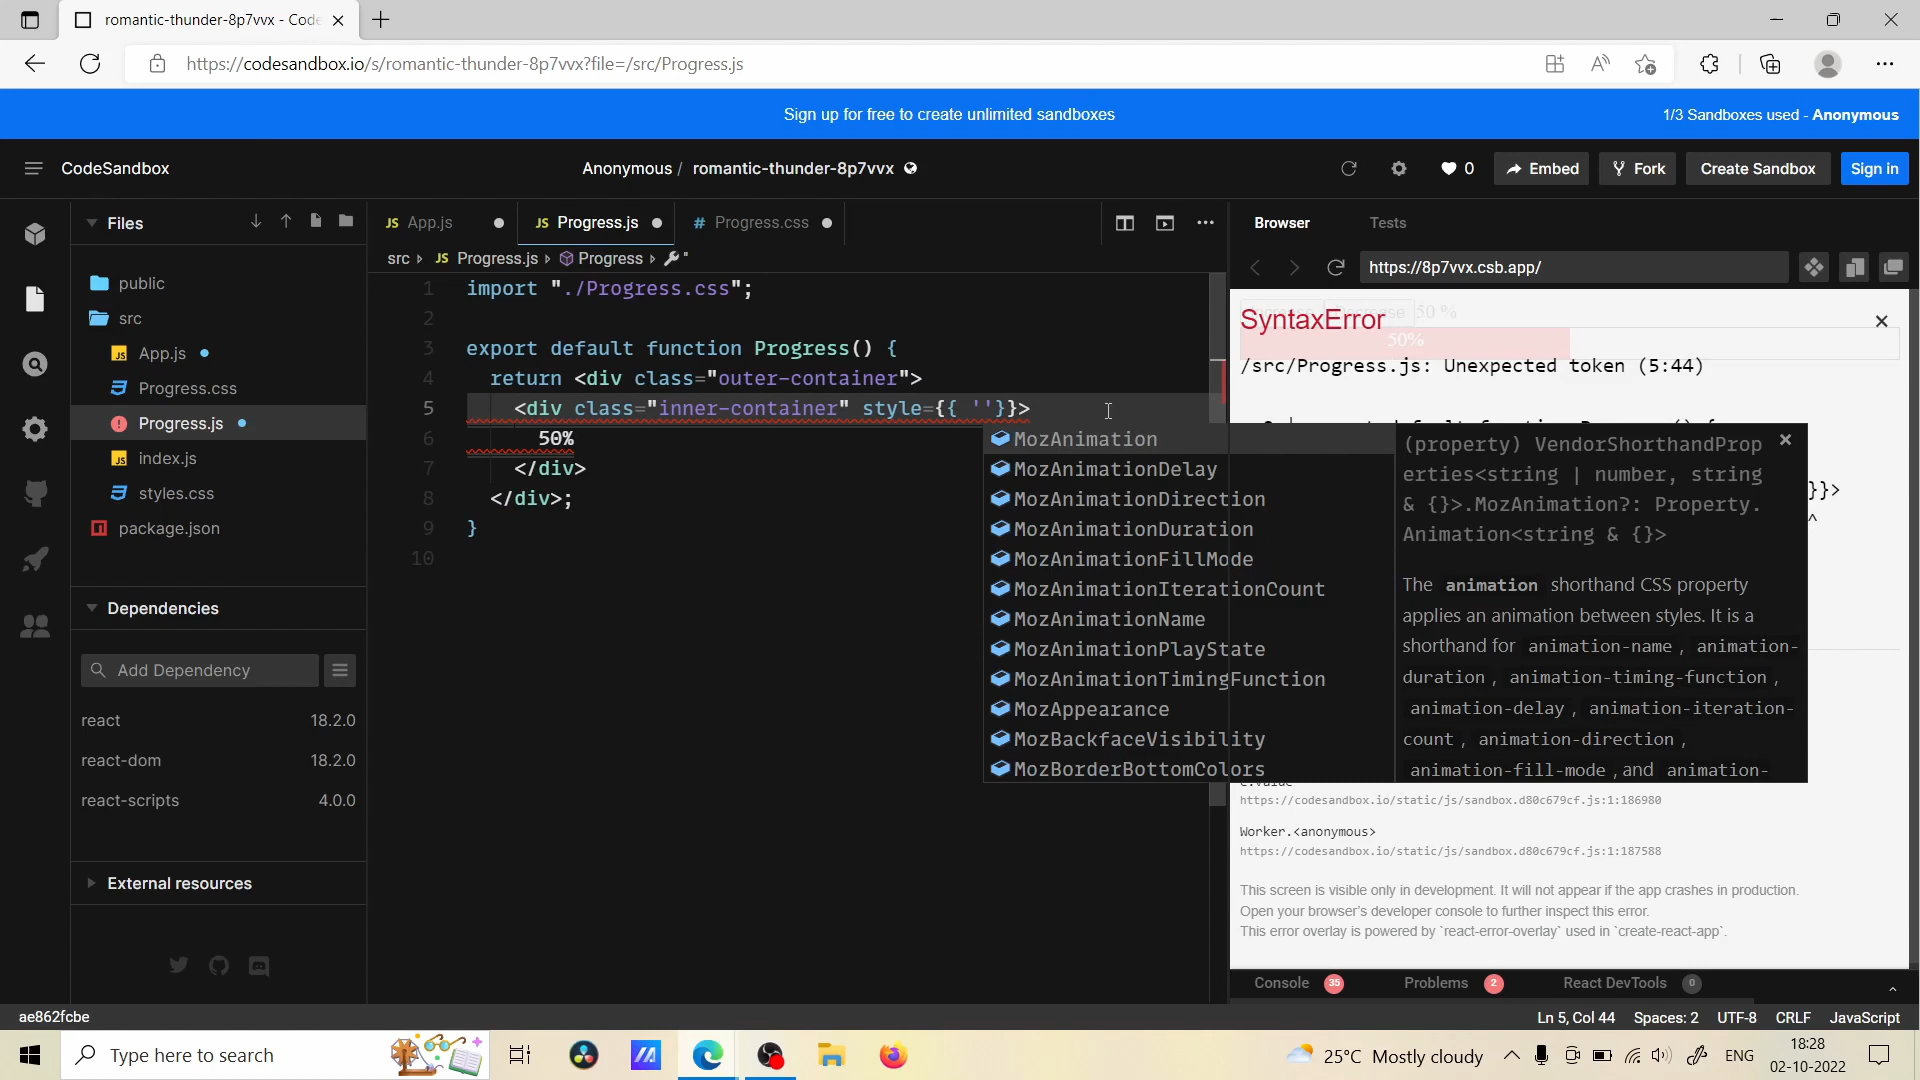 romantic-thunder-8p7vvx - Code
https://codesandbox.io/s/romantic-thunder-8p7vvx?file=/src/Progress.js
Sign up for free to create unlimited sandboxes
1/3 Sandboxes used - Anonymous
CodeSandbox
Anonymous / romantic-thunder-8p7vvx
0
Embed
Fork
Create Sandbox
Sign in
Files
public
src
JS App.js
Progress.css
Progress.js
JS index.js
styles.css
package.json
Dependencies
Add Dependency
react 18.2.0
react-dom 18.2.0
react-scripts 4.0.0
External resources
JS App.js
JS Progress.js
# Progress.css
src JS Progress.js Progress "
1 import "./Progress.css";
2
3 export default function Progress() {
4 return <div class="outer-container">
5 <div class="inner-container" style={{ ''}}>
6 50%
7 </div>
8 </div>;
9 }
10
MozAnimation
MozAnimationDelay
MozAnimationDirection
MozAnimationDuration
MozAnimationFillMode
MozAnimationIterationCount
MozAnimationName
MozAnimationPlayState
MozAnimationTimingFunction
MozAppearance
MozBackfaceVisibility
MozBorderBottomColors
(property) VendorShorthandProp
erties<string | number, string
& {}>.MozAnimation?: Property.
Animation<string & {}>
The animation shorthand CSS property
applies an animation between styles. It is a
shorthand for animation-name , animation-
duration , animation-timing-function ,
animation-delay , animation-iteration-
count , animation-direction ,
animation-fill-mode , and animation-
Browser
Tests
https://8p7vvx.csb.app/
50 %
SyntaxError
50%
/src/Progress.js: Unexpected token (5:44)
}}>
^
https://codesandbox.io/static/js/sandbox.d80c679cf.js:1:186980
Worker.<anonymous>
https://codesandbox.io/static/js/sandbox.d80c679cf.js:1:187588
This screen is visible only in development. It will not appear if the app crashes in production.
Open your browser's developer console to further inspect this error.
This error overlay is powered by `react-error-overlay` used in `create-react-app`.
Console 35
Problems 2
React DevTools 0
ae862fcbe
Ln 5, Col 44
Spaces: 2
UTF-8
CRLF
JavaScript
Type here to search
25°C Mostly cloudy
ENG
18:28
02-10-2022